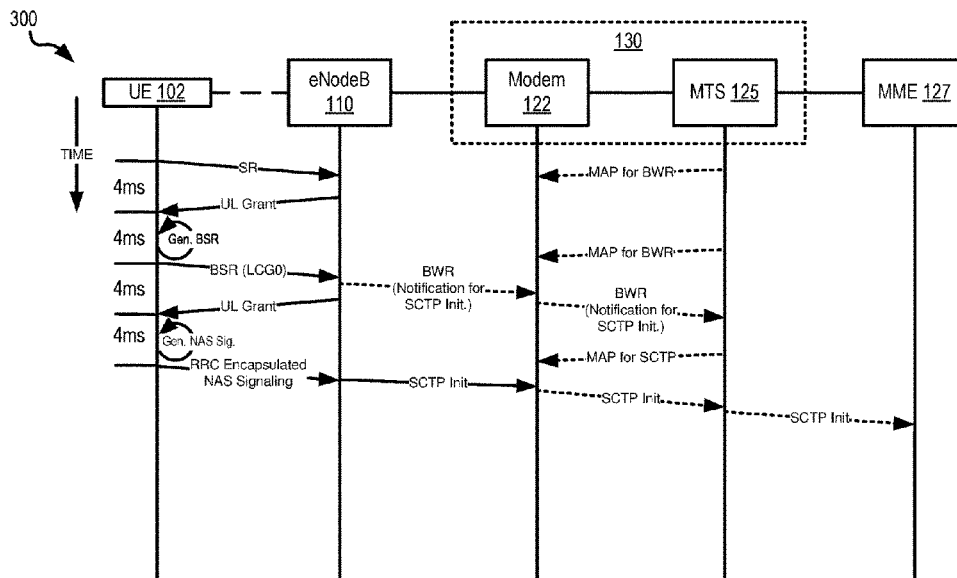 300
130
UE 102
eNodeB
110
Modem
122
MTS 125
MME 127
TIME
SR
MAP for BWR
4ms
UL Grant
4ms
Gen. BSR
MAP for BWR
BSR (LCG0)
BWR
(Notification for
SCTP Init.)
4ms
UL Grant
BWR
(Notification for
SCTP Init.)
4ms
Gen. NAS Sig.
MAP for SCTP
RRC Encapsulated
NAS Signaling
SCTP Init
SCTP Init
SCTP Init